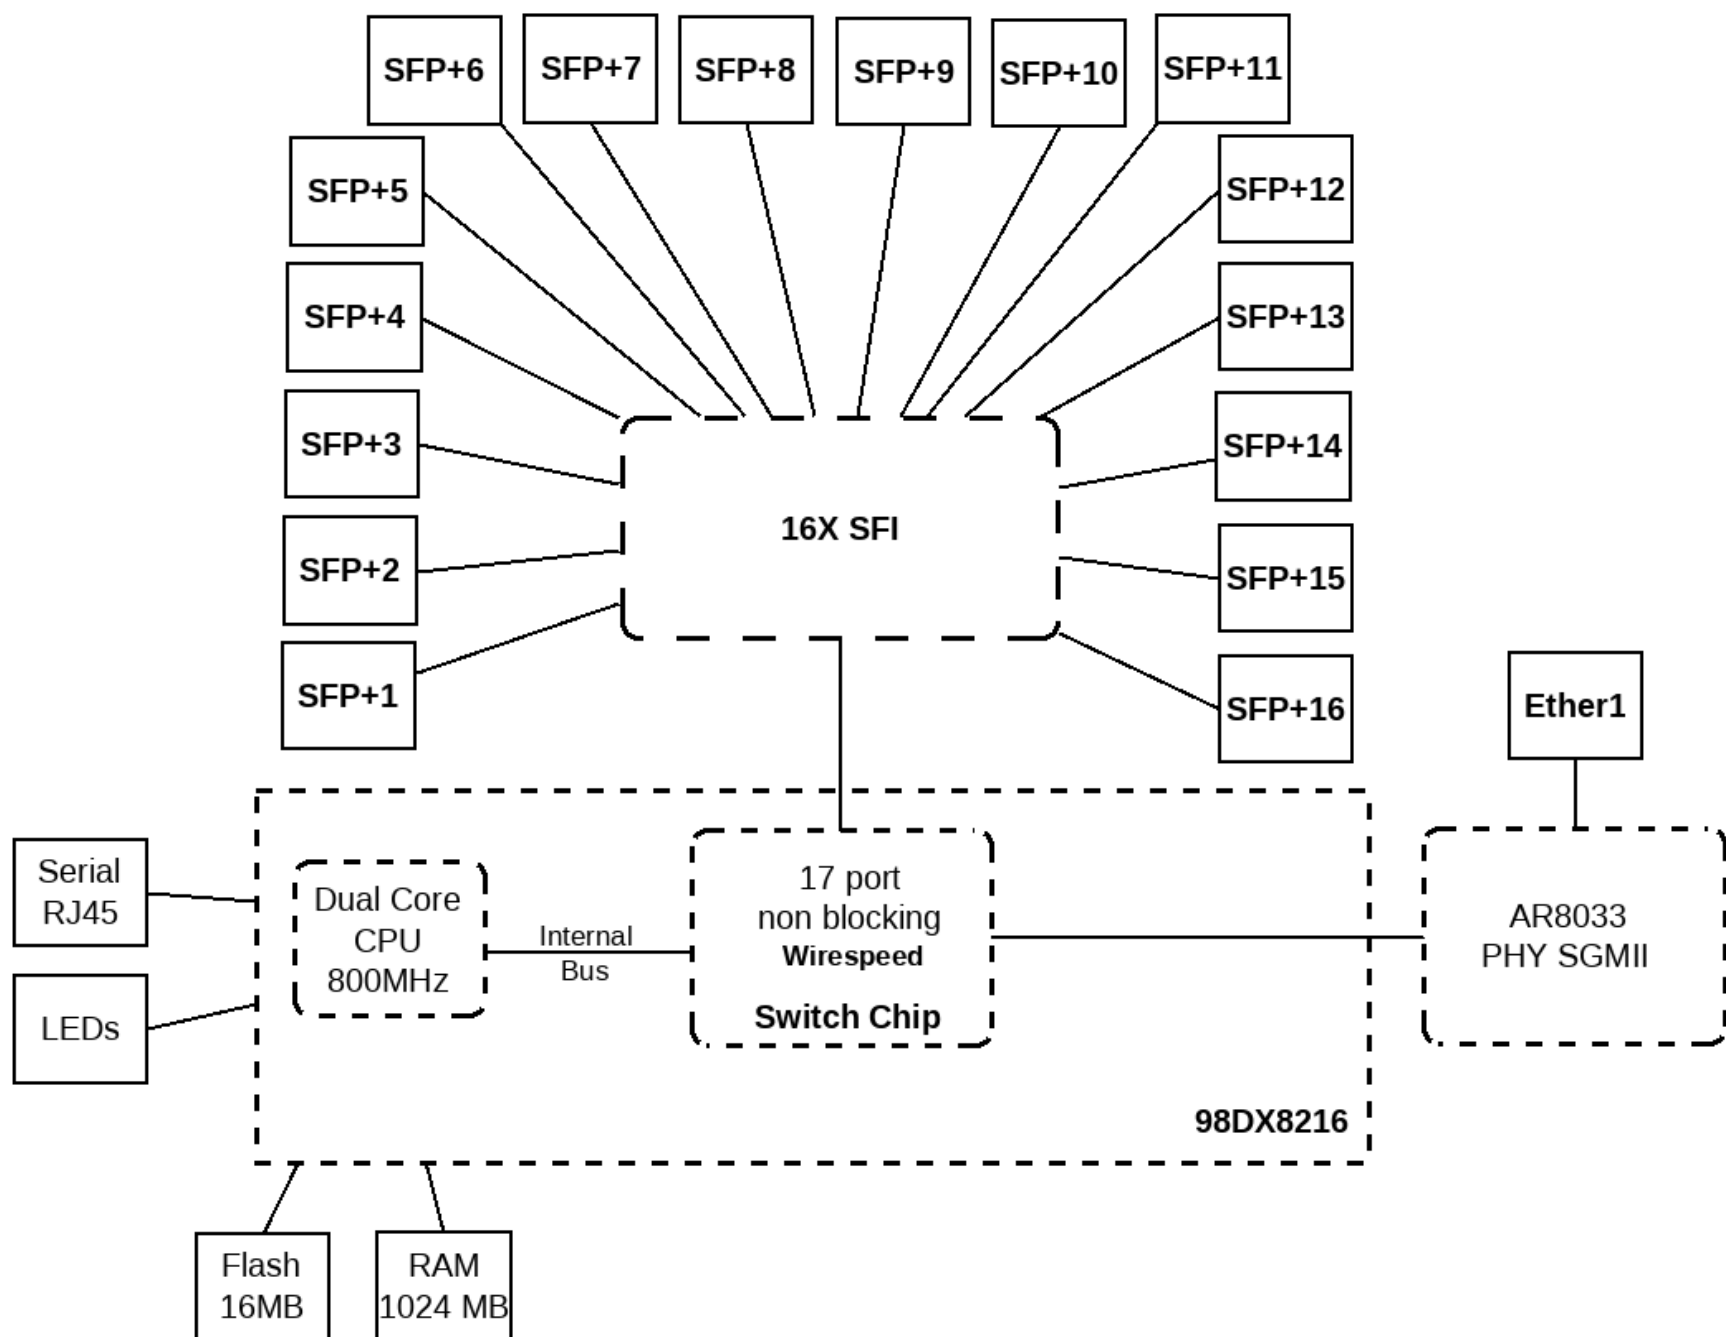 SFP+6
SFP+7
SFP+8
SFP+9
SFP+10
SFP+11
SFP+5
SFP+12
SFP+4
SFP+13
SFP+3
SFP+14
16X SFI
SFP+2
SFP+15
SFP+1
SFP+16
Ether1
Serial
RJ45
LEDs
Dual Core
CPU
800MHz
Internal
Bus
17 port
non blocking
Wirespeed
Switch Chip
AR8033
PHY SGMII
98DX8216
Flash
16MB
RAM
1024 MB